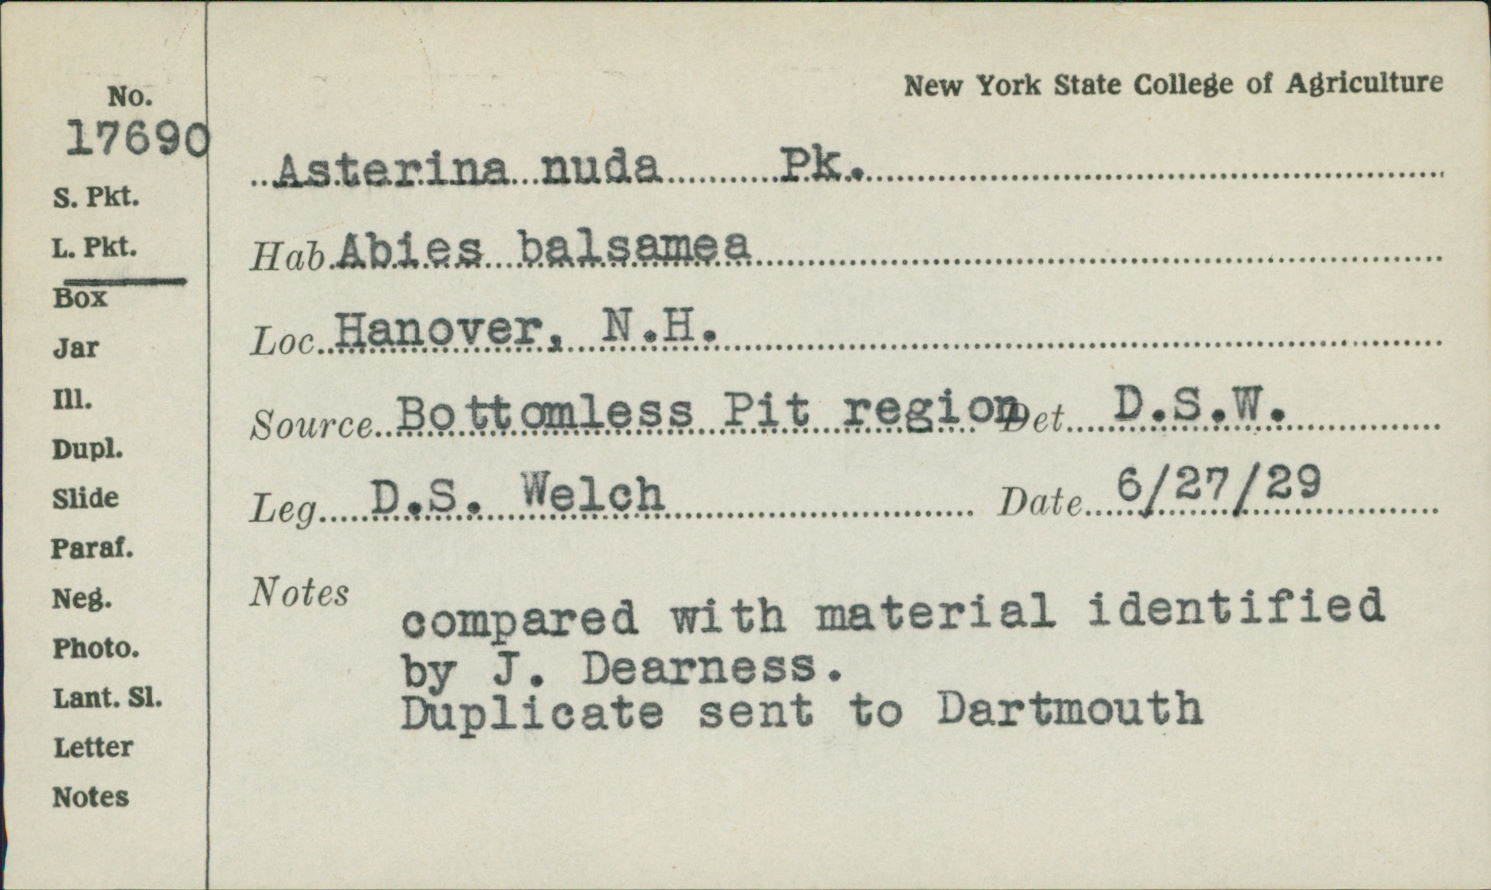 New York State College of Agriculture
No.
17690
S. Pkt.
L. Pkt.
Box
Jar
Ill.
Dupl.
Slide
Paraf.
Neg.
Photo.
Lant. Sl.
Letter
Notes
Asterina nuda Pk.
Hab. Abies balsamea
Loc. Hanover, N.H.
Source Bottomless Pit region Det. D.S.W.
Leg. D.S. Welch Date 6/27/29
Notes
compared with material identified
by J. Dearness.
Duplicate sent to Dartmouth